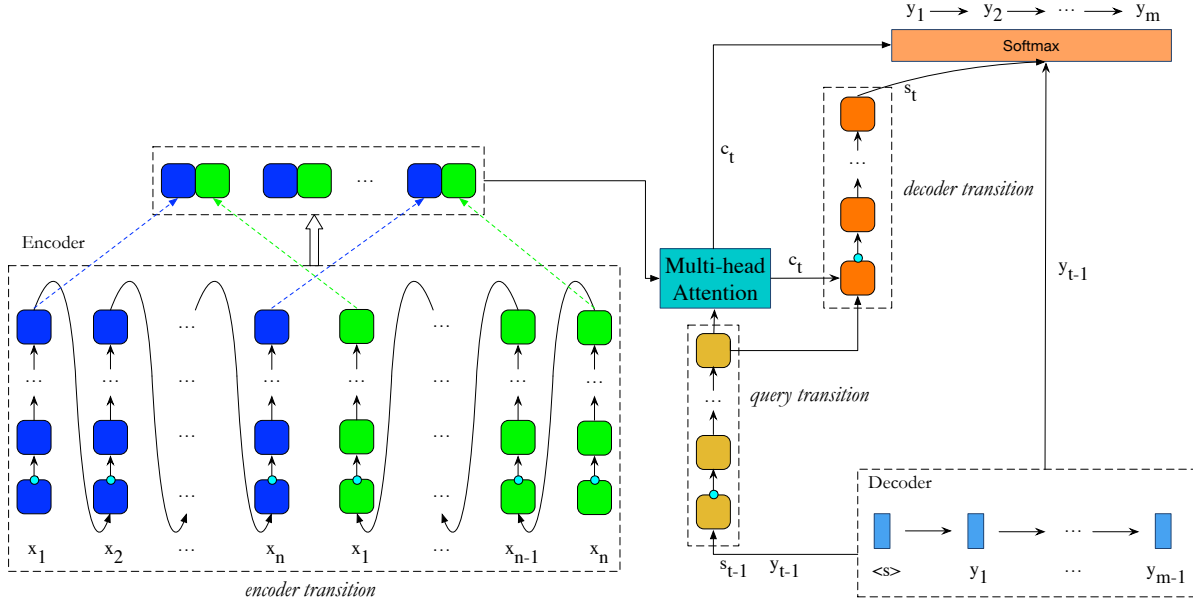 y1 y2 ... ym
Softmax
st
ct
decoder transition
...
...
Encoder
Multi-head
Attention
ct
yt-1
...
...
...
...
...
...
...
...
...
...
query transition
...
...
...
...
Decoder
x1 x2 ... xn x1 ... xn-1 xn
<s> y1 ... ym-1
st-1 yt-1
encoder transition